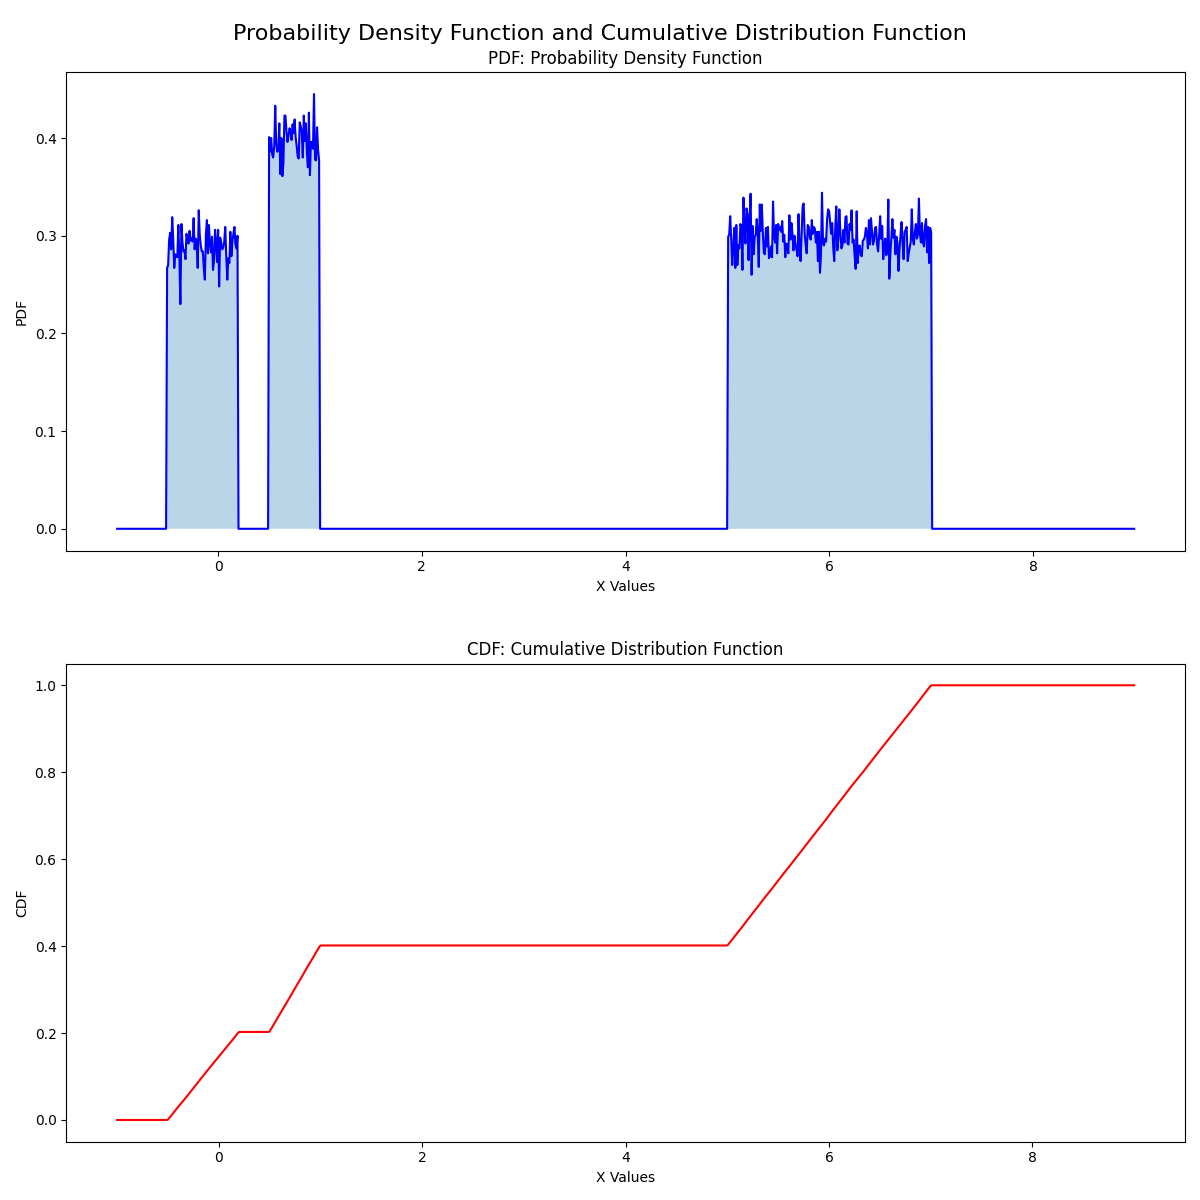 Probability Density Function and Cumulative Distribution Function
PDF: Probability Density Function
0.4
0.3
0.2
0.1
0.0
PDF
0 2 4 6 8
X Values
CDF: Cumulative Distribution Function
1.0
0.8
0.6
0.4
0.2
0.0
CDF
0 2 4 6 8
X Values